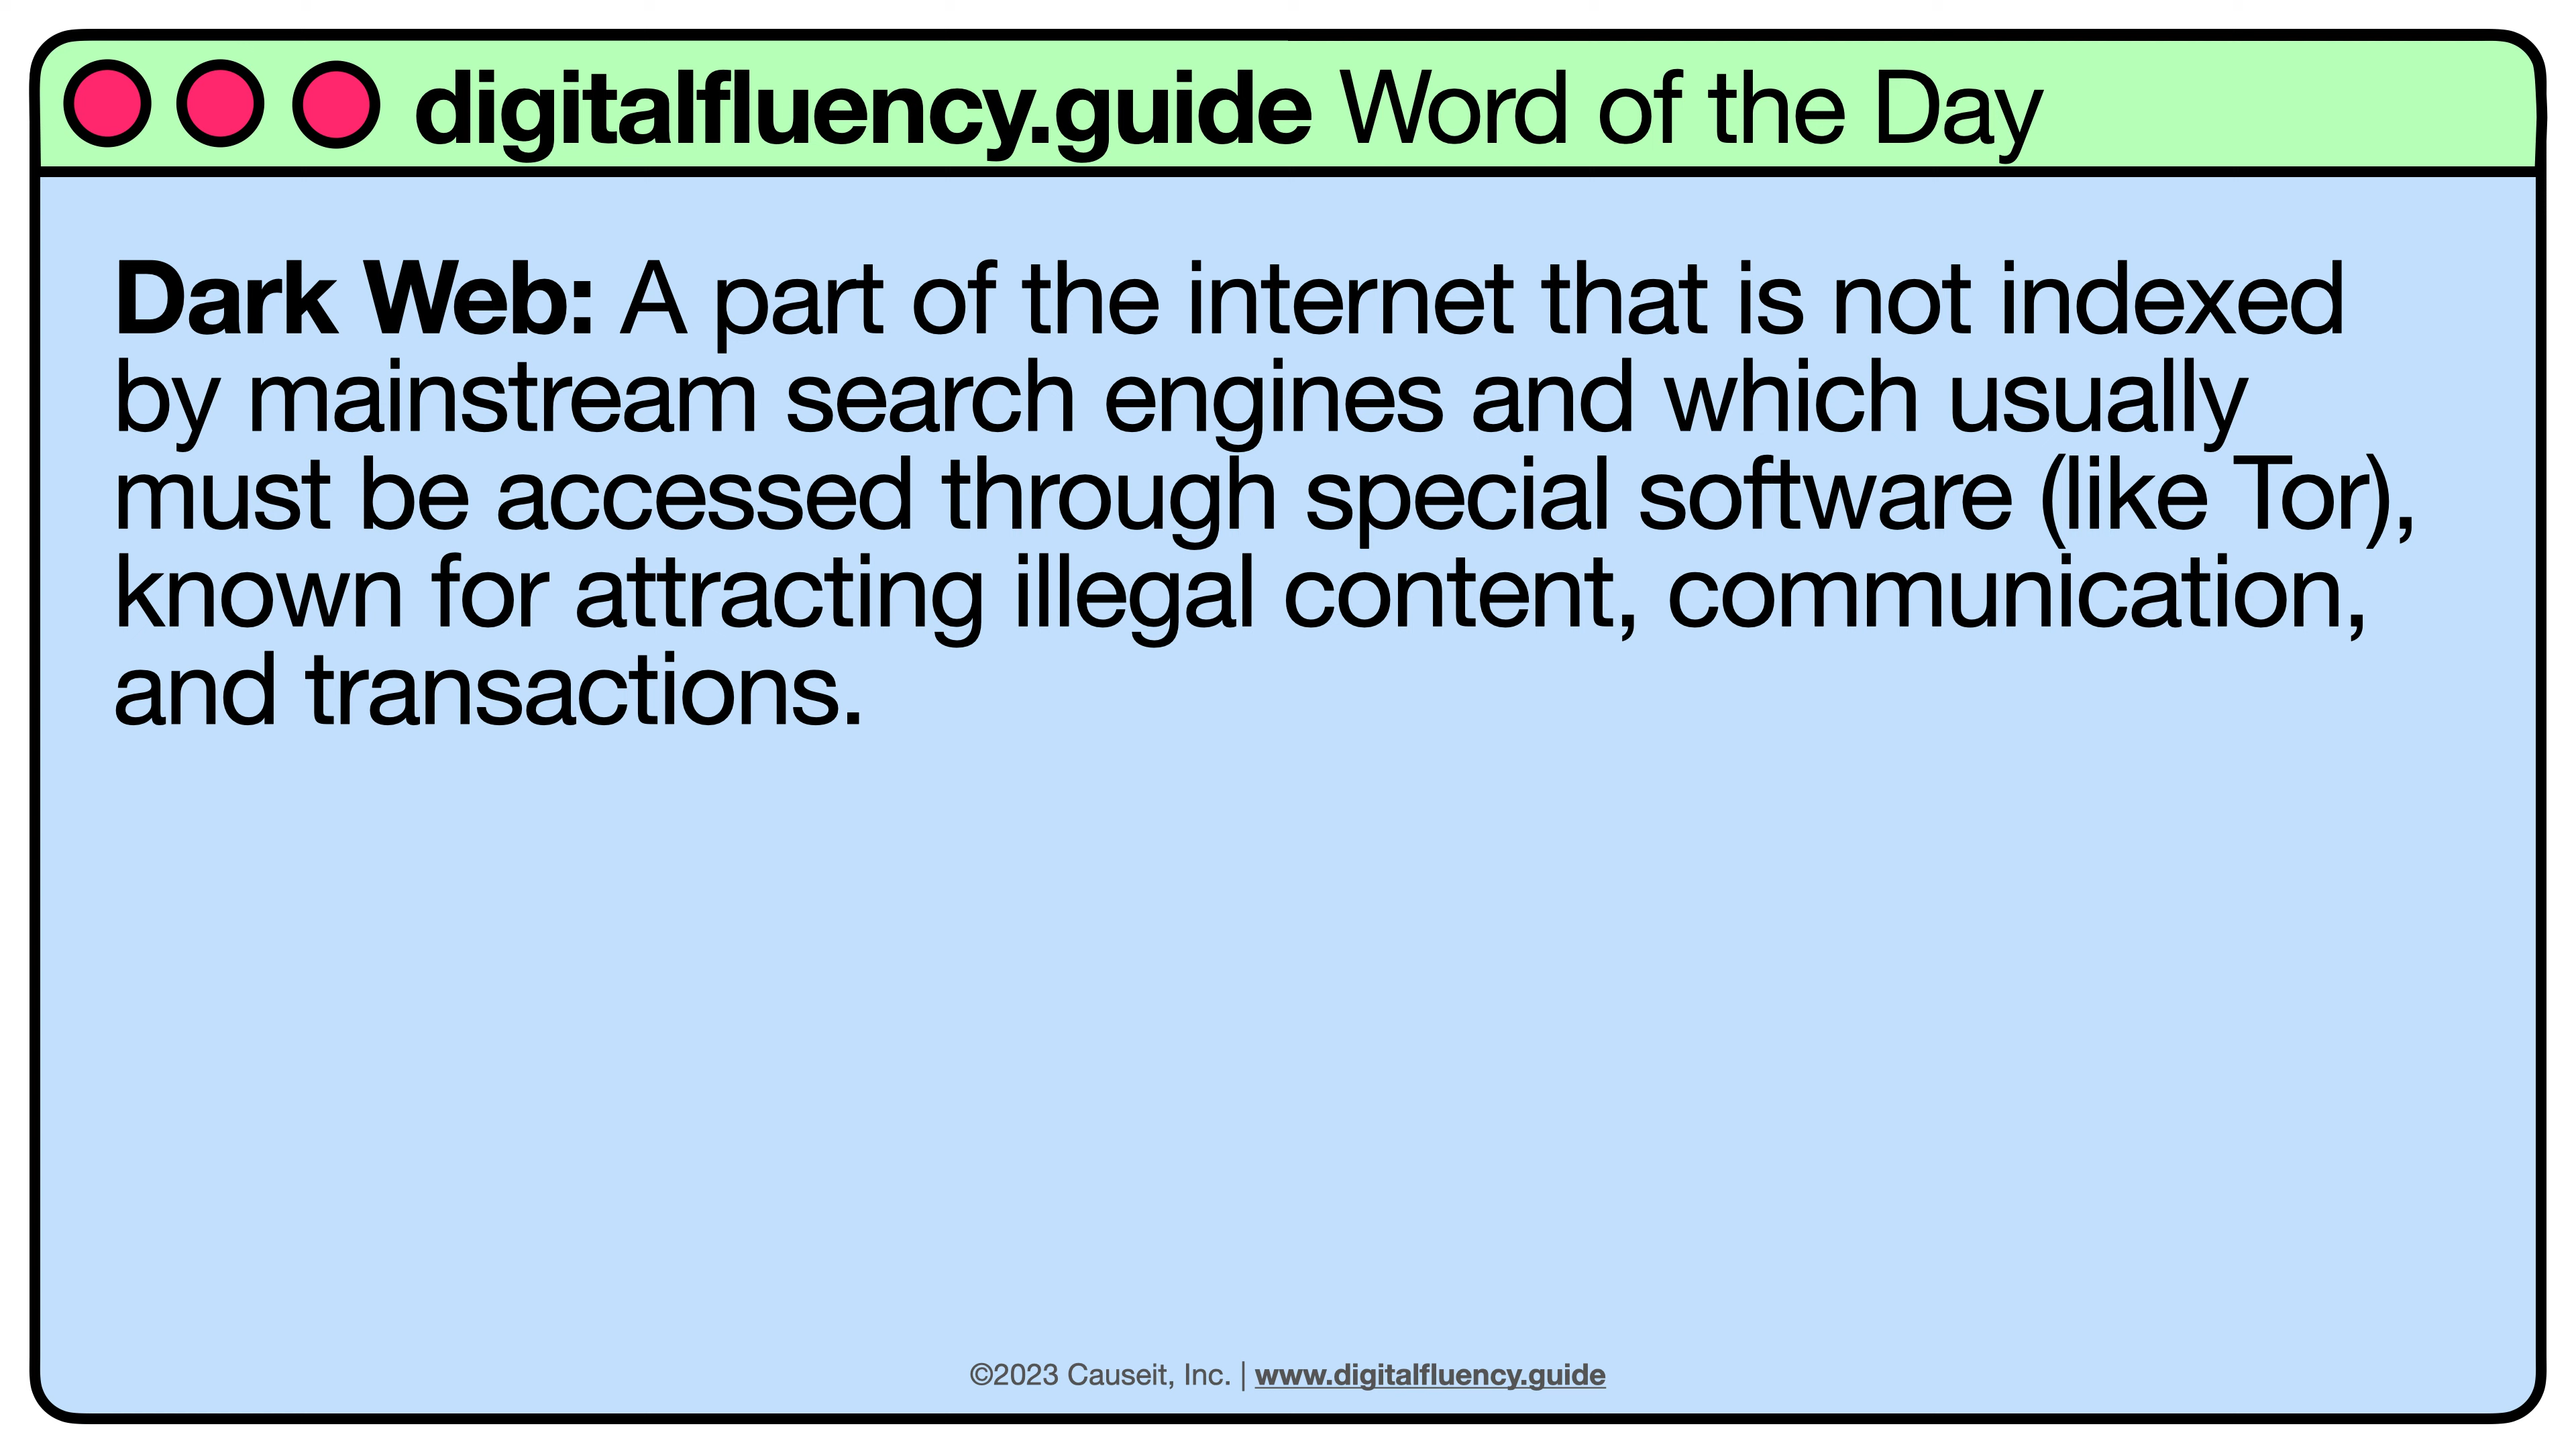 digitalfluency.guide Word of the Day
Dark Web: A part of the internet that is not indexed
by mainstream search engines and which usually
must be accessed through special software (like Tor),
known for attracting illegal content, communication,
and transactions.
©2023 Causeit, Inc. | www.digitalfluency.guide